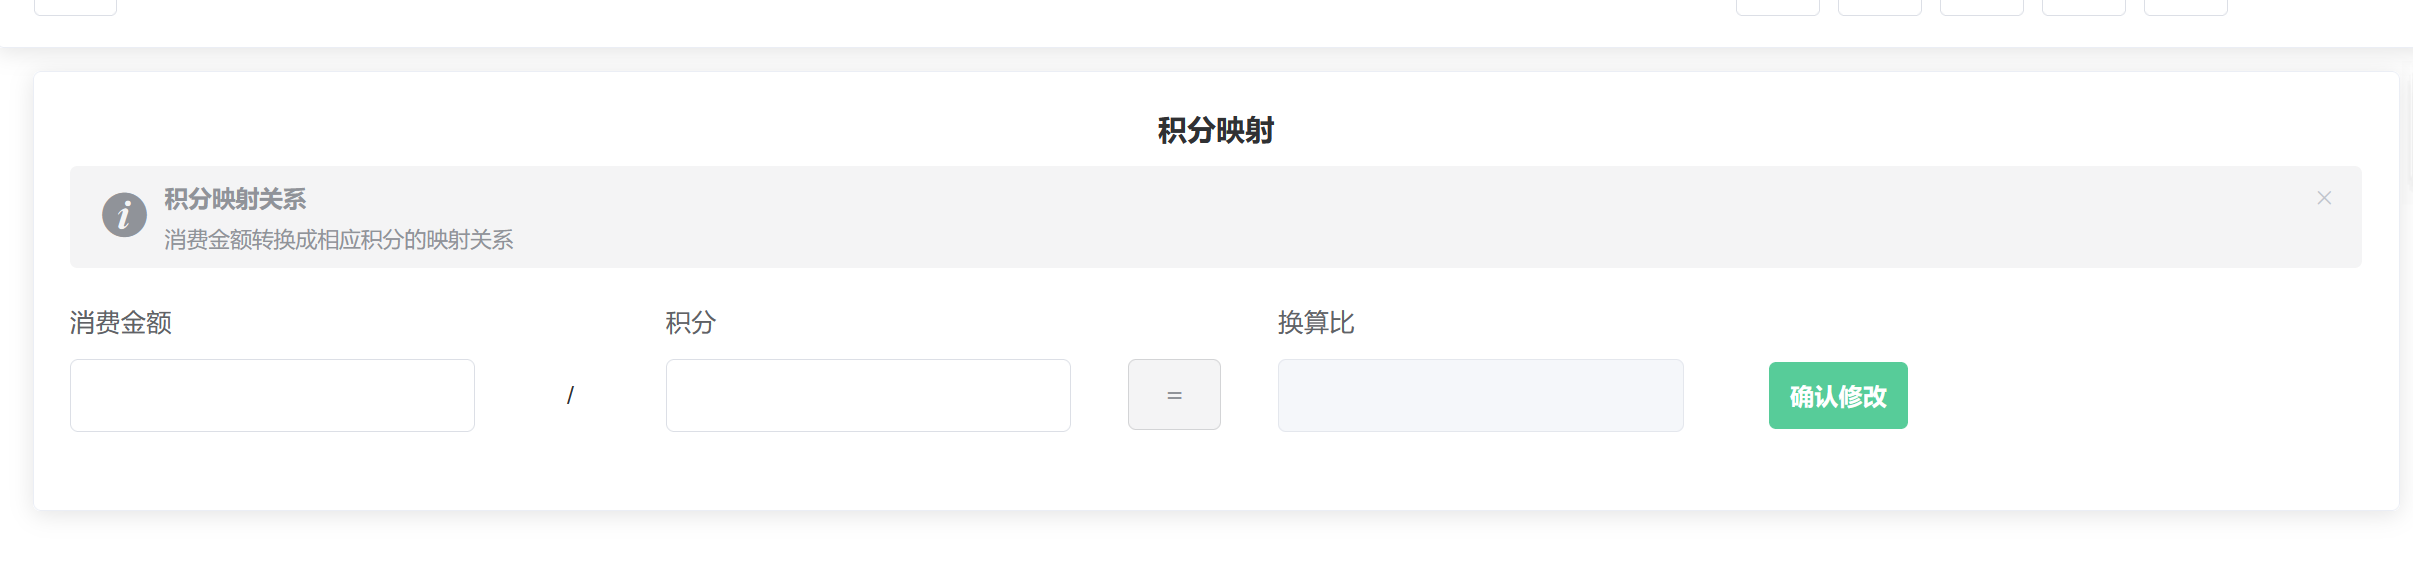 积分映射
积分映射关系
消费金额转换成相应积分的映射关系
消费金额 积分 换算比
/ = 确认修改